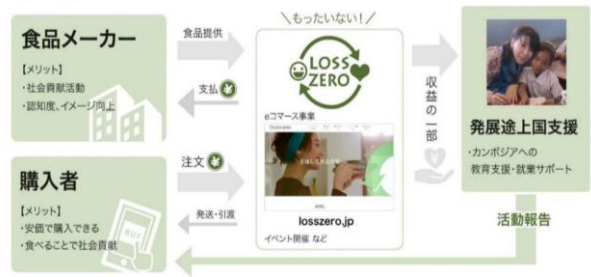 食品メーカー
【メリット】
・社会貢献活動
・認知度、イメージ向上
食品提供
支払
購入者
【メリット】
・安価で購入できる
・食べることで社会貢献
BUY
注文
発送・引渡
＼もったいない！／
LOSS
ZERO
eコマース事業
losszero.jp
イベント開催 など
収益の一部
発展途上国支援
・カンボジアへの
教育支援・就業サポート
活動報告